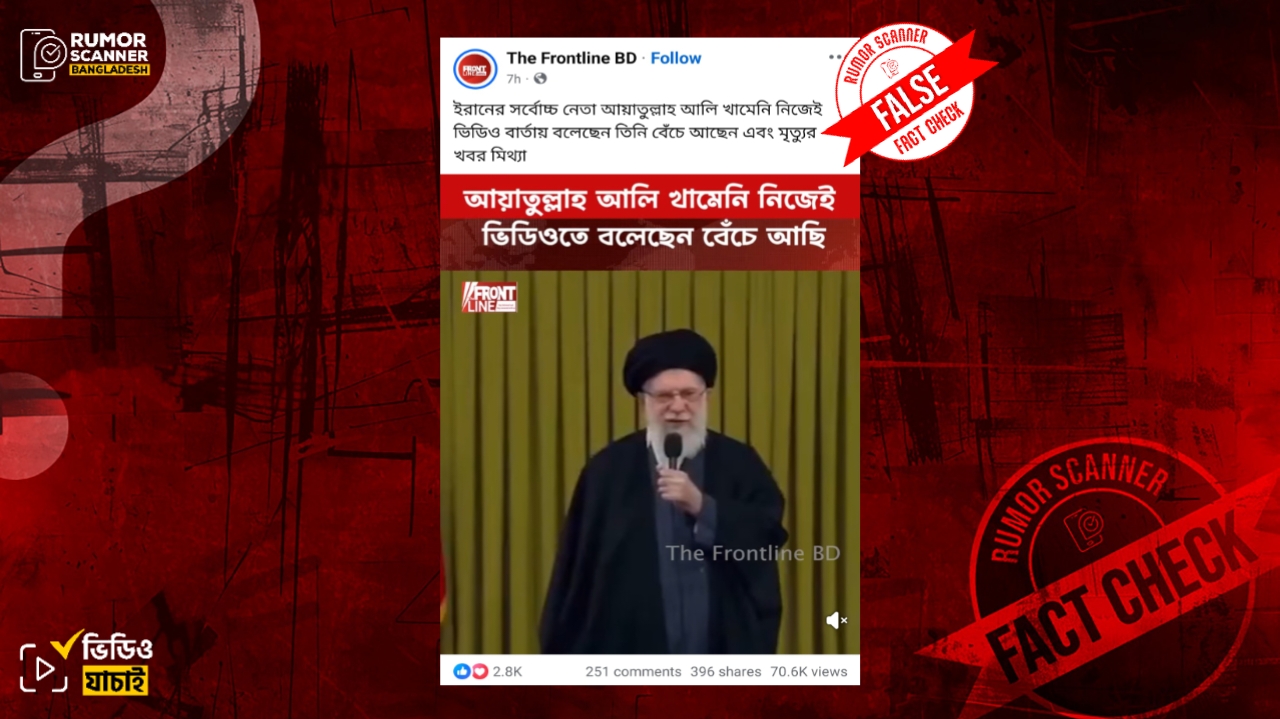 RUMOR
SCANNER
BANGLADESH
The Frontline BD · Follow
7h ·
ইরানের সর্বোচ্চ নেতা আয়াতুল্লাহ আলি খামেনি নিজেই
ভিডিও বার্তায় বলেছেন তিনি বেঁচে আছেন এবং মৃত্যুর
খবর মিথ্যা
RUMOR SCANNER
FALSE
FACT CHECK
আয়াতুল্লাহ আলি খামেনি নিজেই
ভিডিওতে বলেছেন বেঁচে আছি
FRONT
LINE
The Frontline BD
2.8K 251 comments 396 shares 70.6K views
RUMOR SCANNER
FACT CHECK
ভিডিও
যাচাই